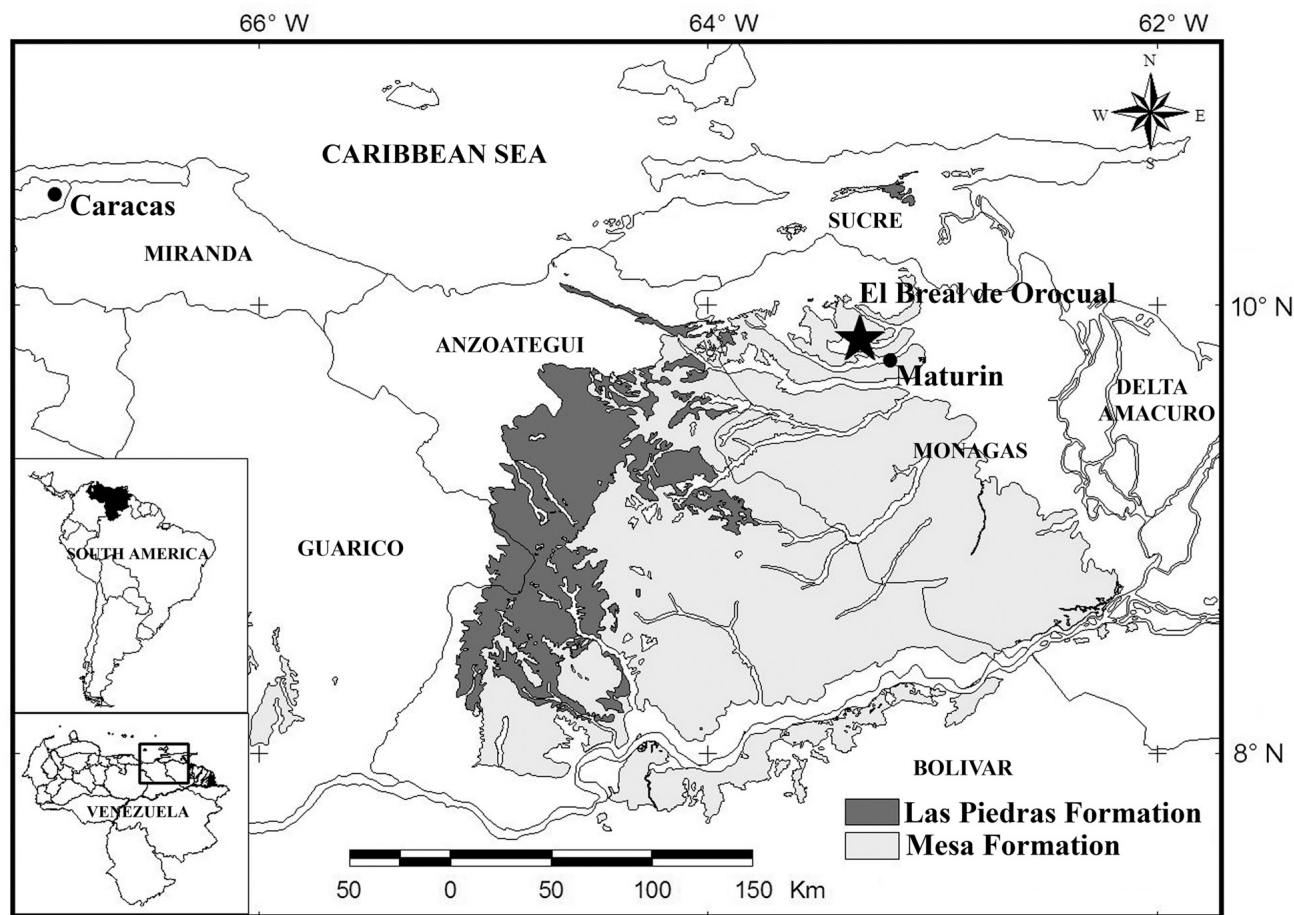 66° W
64° W
62° W
N
W
E
S
CARIBBEAN SEA
Caracas
MIRANDA
SUCRE
El Breal de Orocual
10° N
ANZOATEGUI
Maturin
DELTA
AMACURO
MONAGAS
GUARICO
SOUTH AMERICA
8° N
BOLIVAR
VENEZUELA
Las Piedras Formation
Mesa Formation
50 0 50 100 150 Km